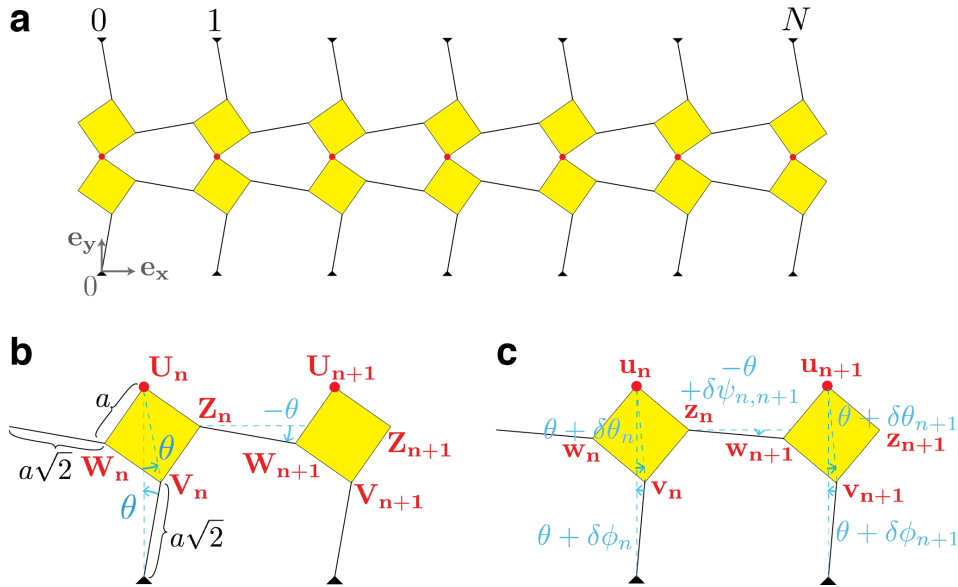 a
0 1 N
e_y
0 e_x
b
U_n U_{n+1}
a
Z_n −θ
θ
a√2 W_n W_{n+1} Z_{n+1}
V_n V_{n+1}
θ
a√2
c
u_n −θ u_{n+1}
+δψ_{n,n+1}
z_n
θ + δθ_n θ + δθ_{n+1}
w_n w_{n+1} z_{n+1}
v_n v_{n+1}
θ + δϕ_n θ + δϕ_{n+1}